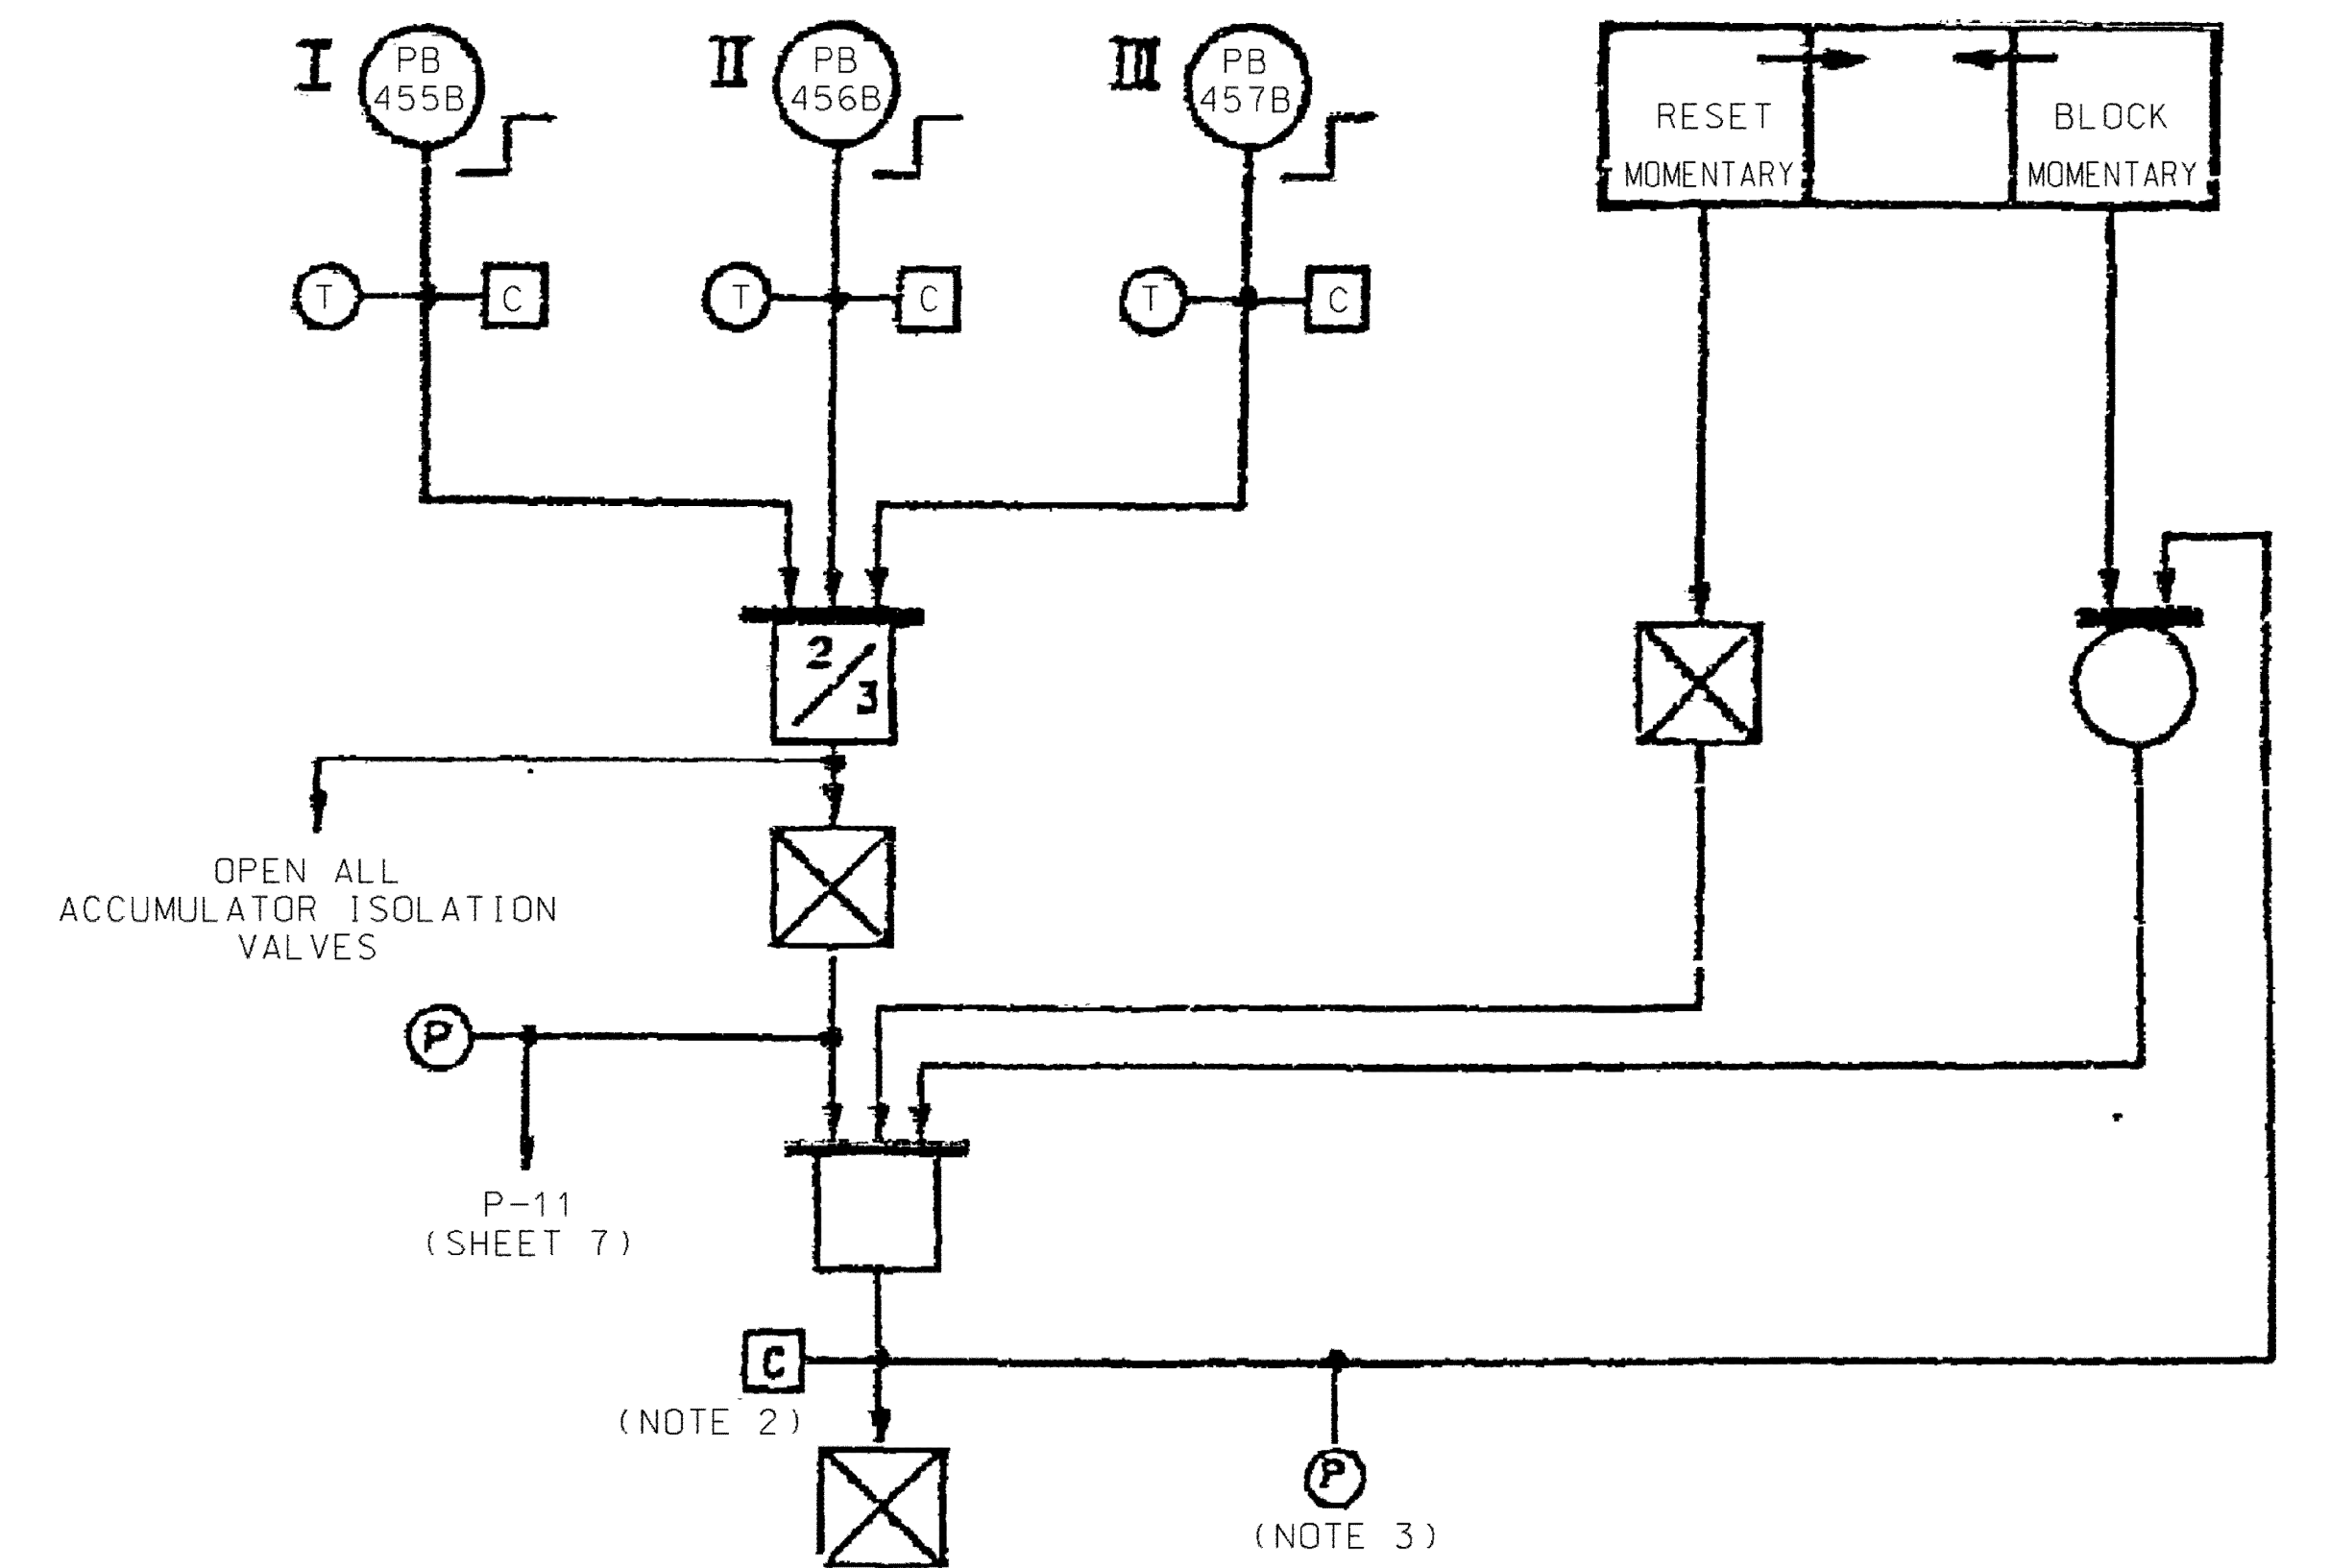 I
PB
455B
II
PB
456B
III
PB
457B
RESET
MOMENTARY
BLOCK
MOMENTARY
T
C
T
C
T
C
2/3
OPEN ALL
ACCUMULATOR ISOLATION
VALVES
P
P-11
(SHEET 7)
C
(NOTE 2)
P
(NOTE 3)